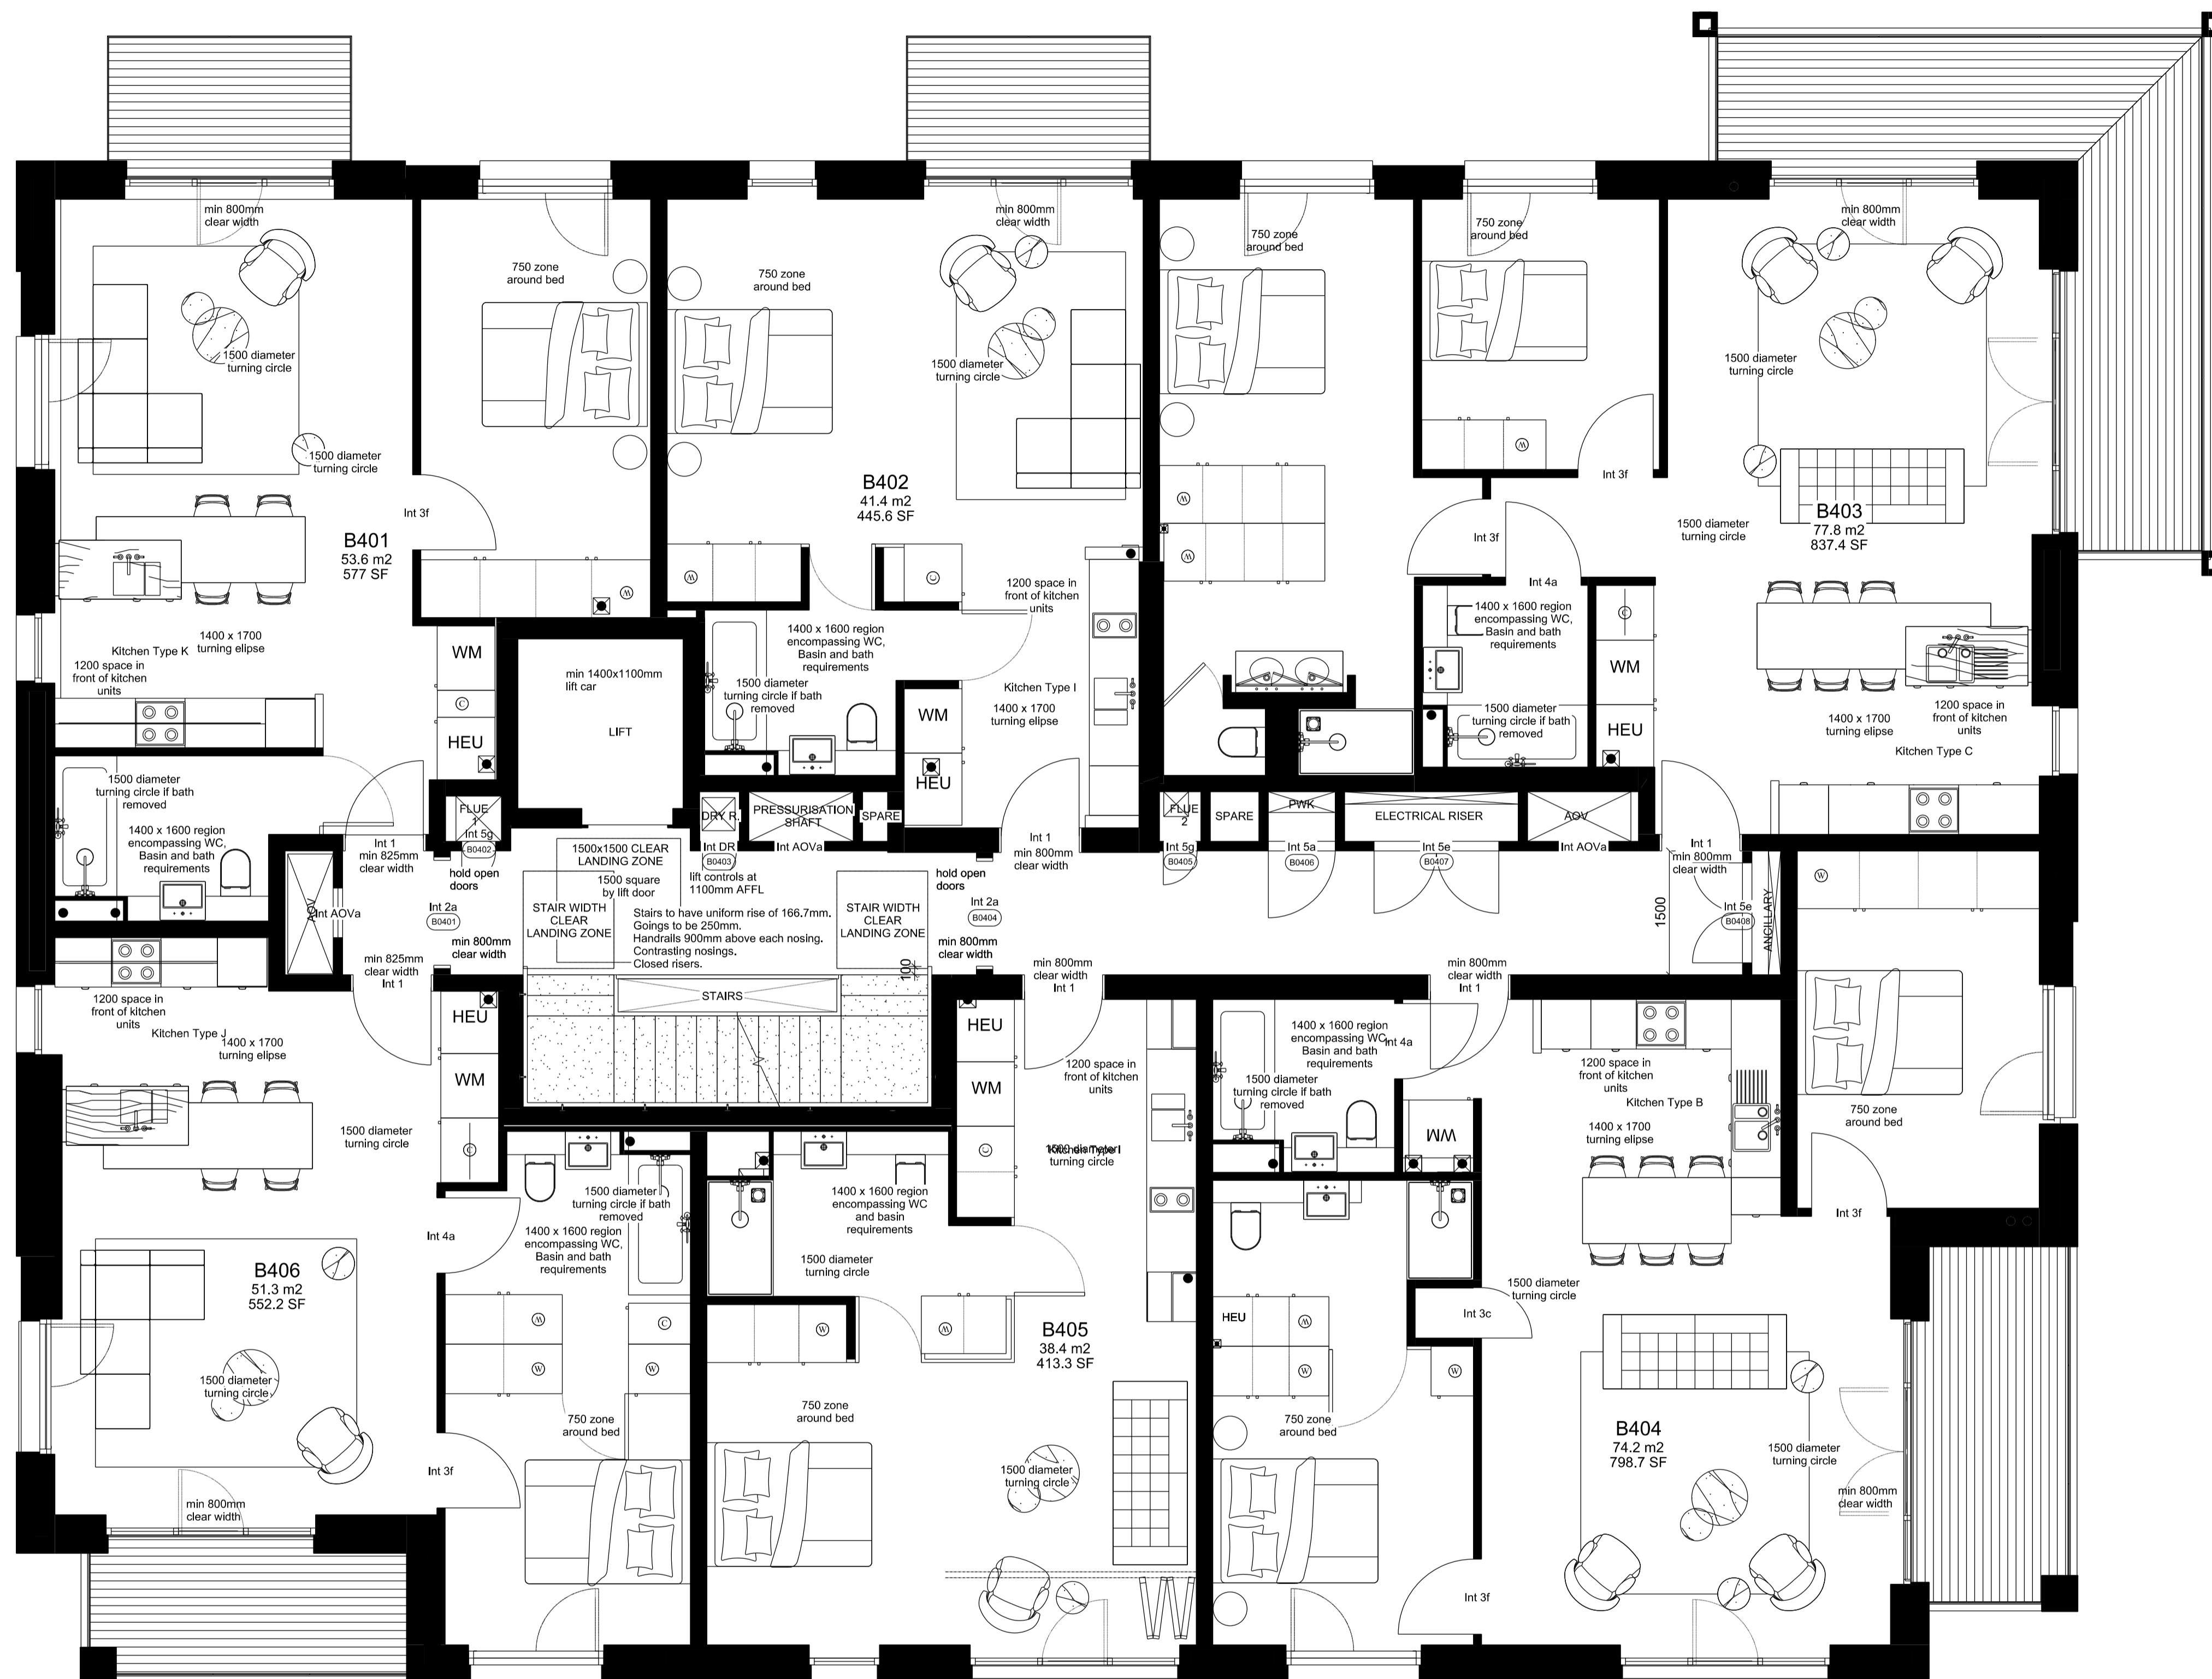 min 800mm
clear width
750 zone
around bed
1500 diameter
turning circle
1500 diameter
turning circle
Int 3f
B401
53.6 m2
577 SF
Kitchen Type K
1400 x 1700
turning elipse
1200 space in
front of kitchen
units
WM
C
HEU
W
750 zone
around bed
min 800mm
clear width
1500 diameter
turning circle
B402
41.4 m2
445.6 SF
W
C
1200 space in
front of kitchen
units
1400 x 1600 region
encompassing WC,
Basin and bath
requirements
1500 diameter
turning circle if bath
removed
WM
HEU
Kitchen Type I
1400 x 1700
turning elipse
min 1400x1100mm
lift car
LIFT
750 zone
around bed
W
W
750 zone
around bed
W
Int 3f
Int 3f
Int 4a
1400 x 1600 region
encompassing WC,
Basin and bath
requirements
1500 diameter
turning circle if bath
removed
C
WM
HEU
min 800mm
clear width
1500 diameter
turning circle
1500 diameter
turning circle
B403
77.8 m2
837.4 SF
1400 x 1700
turning elipse
1200 space in
front of kitchen
units
Kitchen Type C
1500 diameter
turning circle if bath
removed
1400 x 1600 region
encompassing WC,
Basin and bath
requirements
AOV
Int AOVa
Int 1
min 825mm
clear width
FLUE
1
Int 5g
B0402
hold open
doors
Int 2a
B0401
min 800mm
clear width
min 825mm
clear width
Int 1
1500x1500 CLEAR
LANDING ZONE
1500 square
by lift door
STAIR WIDTH
CLEAR
LANDING ZONE
Stairs to have uniform rise of 166.7mm.
Goings to be 250mm.
Handrails 900mm above each nosing.
Contrasting nosings.
Closed risers.
DRY R.
Int DR
B0403
lift controls at
1100mm AFFL
PRESSURISATION
SHAFT
Int AOVa
SPARE
STAIR WIDTH
CLEAR
LANDING ZONE
100
STAIRS
hold open
doors
Int 2a
B0404
min 800mm
clear width
Int 1
min 800mm
clear width
min 800mm
clear width
Int 1
FLUE
2
Int 5g
B0405
SPARE
PWK
Int 5a
B0406
ELECTRICAL RISER
Int 5e
B0407
AOV
Int AOVa
min 800mm
clear width
Int 1
Int 1
min 800mm
clear width
1500
Int 5e
B0408
ANCILLARY
W
1200 space in
front of kitchen
units
Kitchen Type J
1400 x 1700
turning elipse
HEU
WM
C
1500 diameter
turning circle
Int 4a
B406
51.3 m2
552.2 SF
1500 diameter
turning circle
Int 3f
min 800mm
clear width
1500 diameter
turning circle if bath
removed
1400 x 1600 region
encompassing WC,
Basin and bath
requirements
W
C
W
W
750 zone
around bed
HEU
WM
C
1200 space in
front of kitchen
units
Kitchen Type I
1500 diameter
turning circle
1400 x 1600 region
encompassing WC
and basin
requirements
1500 diameter
turning circle
W
W
B405
38.4 m2
413.3 SF
750 zone
around bed
1500 diameter
turning circle
1400 x 1600 region
encompassing WC,
Basin and bath
requirements
Int 4a
1500 diameter
turning circle if bath
removed
WM
1200 space in
front of kitchen
units
Kitchen Type B
1400 x 1700
turning elipse
750 zone
around bed
Int 3f
1500 diameter
turning circle
Int 3c
HEU
W
W
W
750 zone
around bed
B404
74.2 m2
798.7 SF
1500 diameter
turning circle
min 800mm
clear width
Int 3f